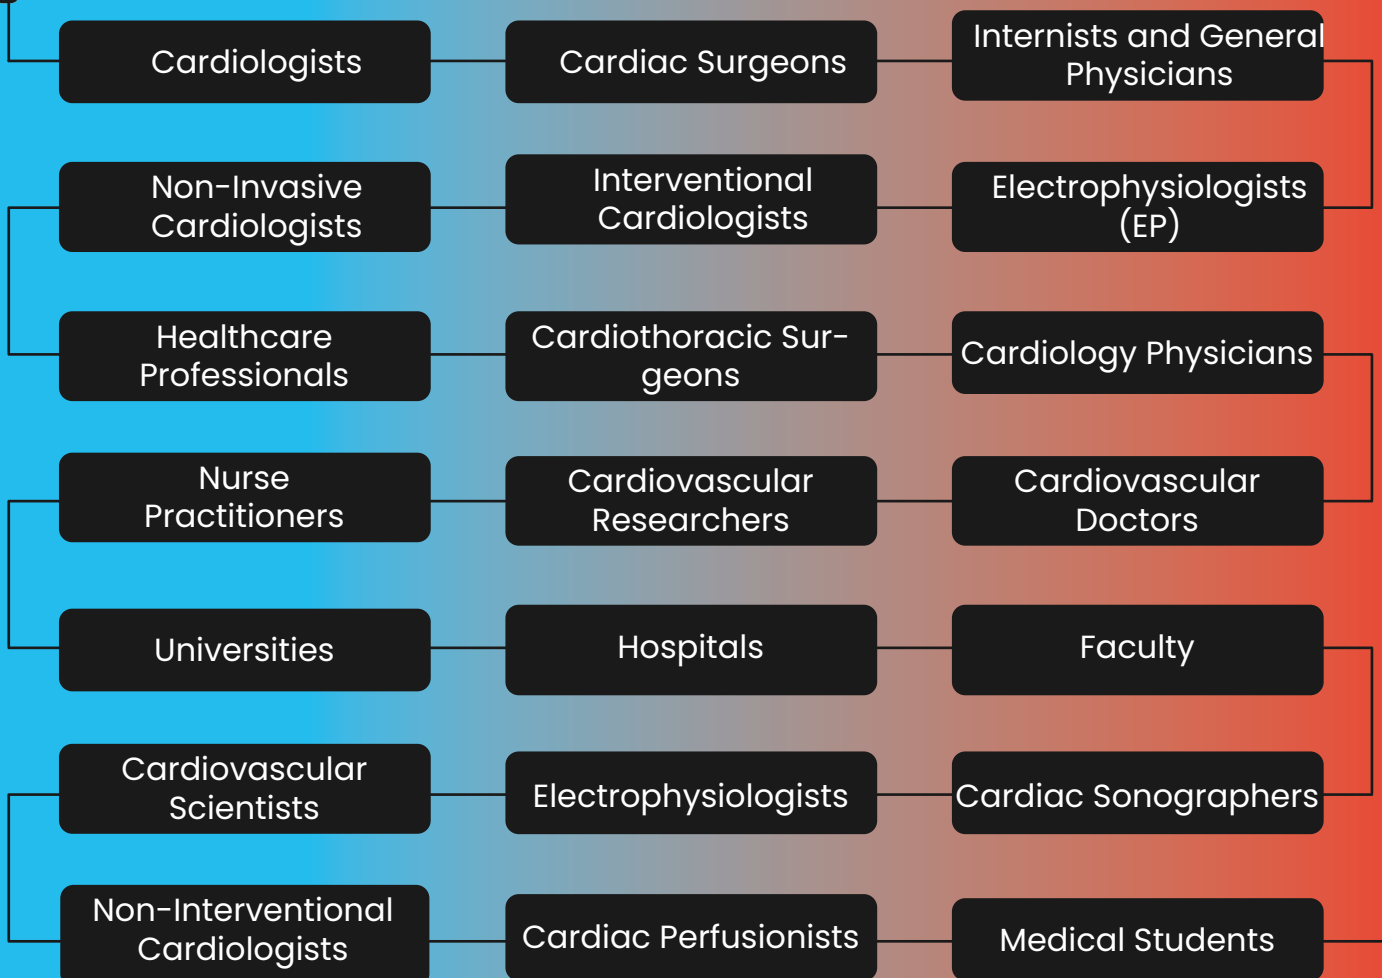 Cardiologists
Cardiac Surgeons
Internists and General
Physicians
Non-Invasive
Cardiologists
Interventional
Cardiologists
Electrophysiologists
(EP)
Healthcare
Professionals
Cardiothoracic Sur-
geons
Cardiology Physicians
Nurse
Practitioners
Cardiovascular
Researchers
Cardiovascular
Doctors
Universities
Hospitals
Faculty
Cardiovascular
Scientists
Electrophysiologists
Cardiac Sonographers
Non-Interventional
Cardiologists
Cardiac Perfusionists
Medical Students